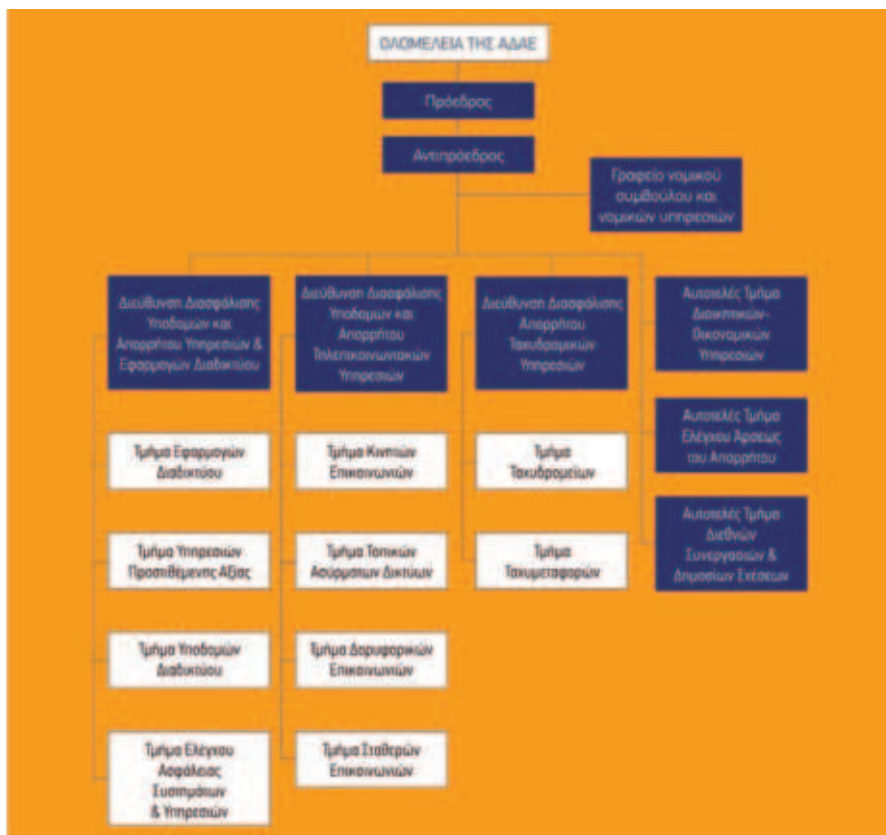 ΟΛΟΜΕΛΕΙΑ ΤΗΣ ΑΔΑΕ
Πρόεδρος
Αντιπρόεδρος
Γραφείο νομικού
συμβούλου και
νομικών υπηρεσιών
Διεύθυνση Διασφάλισης
Υποδομών και
Απορρήτου Υπηρεσιών &
Εφαρμογών Διαδικτύου
Τμήμα Εφαρμογών
Διαδικτύου
Τμήμα Υπηρεσιών
Προστιθέμενης Αξίας
Τμήμα Υποδομών
Διαδικτύου
Τμήμα Ελέγχου
Ασφάλειας
Συστημάτων
& Υπηρεσιών
Διεύθυνση Διασφάλισης
Υποδομών και
Απορρήτου
Τηλεπικοινωνιακών
Υπηρεσιών
Τμήμα Κινητών
Επικοινωνιών
Τμήμα Τοπικών
Ασύρματων Δικτύων
Τμήμα Δορυφορικών
Επικοινωνιών
Τμήμα Σταθερών
Επικοινωνιών
Διεύθυνση Διασφάλισης
Απορρήτου
Ταχυδρομικών
Υπηρεσιών
Τμήμα
Ταχυδρομείων
Τμήμα
Ταχυμεταφορών
Αυτοτελές Τμήμα
Διοικητικών-
Οικονομικών
Υπηρεσιών
Αυτοτελές Τμήμα
Ελέγχου Άρσεως
του Απορρήτου
Αυτοτελές Τμήμα
Διεθνών
Συνεργασιών &
Δημοσίων Σχέσεων